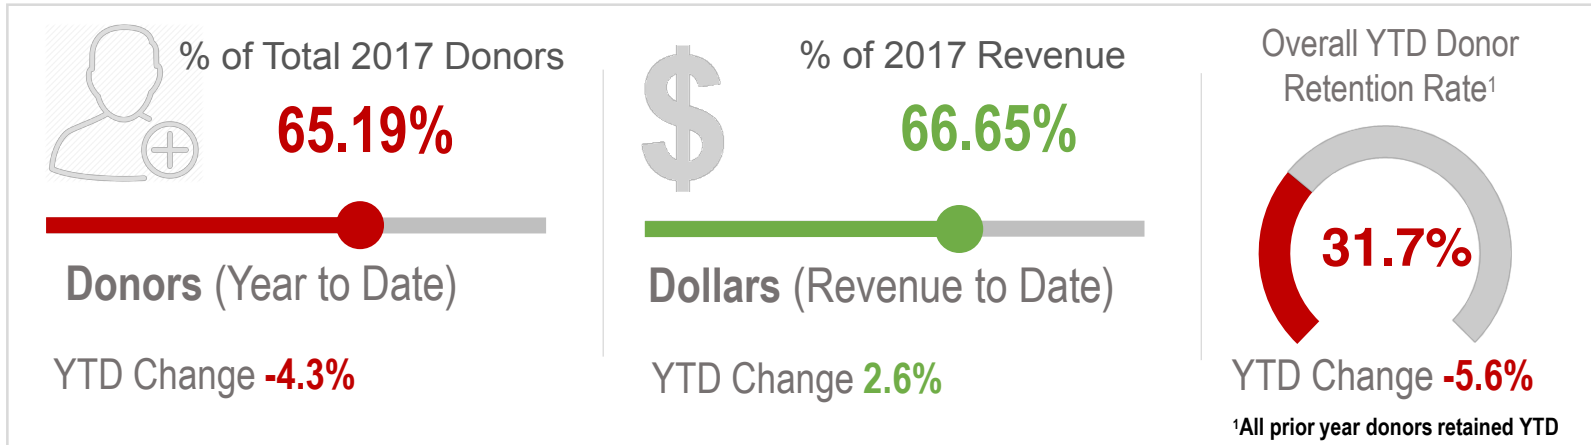 % of Total 2017 Donors
65.19%
Donors (Year to Date)
YTD Change -4.3%
$
% of 2017 Revenue
66.65%
Dollars (Revenue to Date)
YTD Change 2.6%
Overall YTD Donor
Retention Rate¹
31.7%
YTD Change -5.6%
¹All prior year donors retained YTD